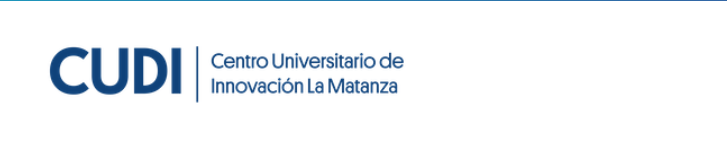 CUDI
Centro Universitario de
Innovación La Matanza